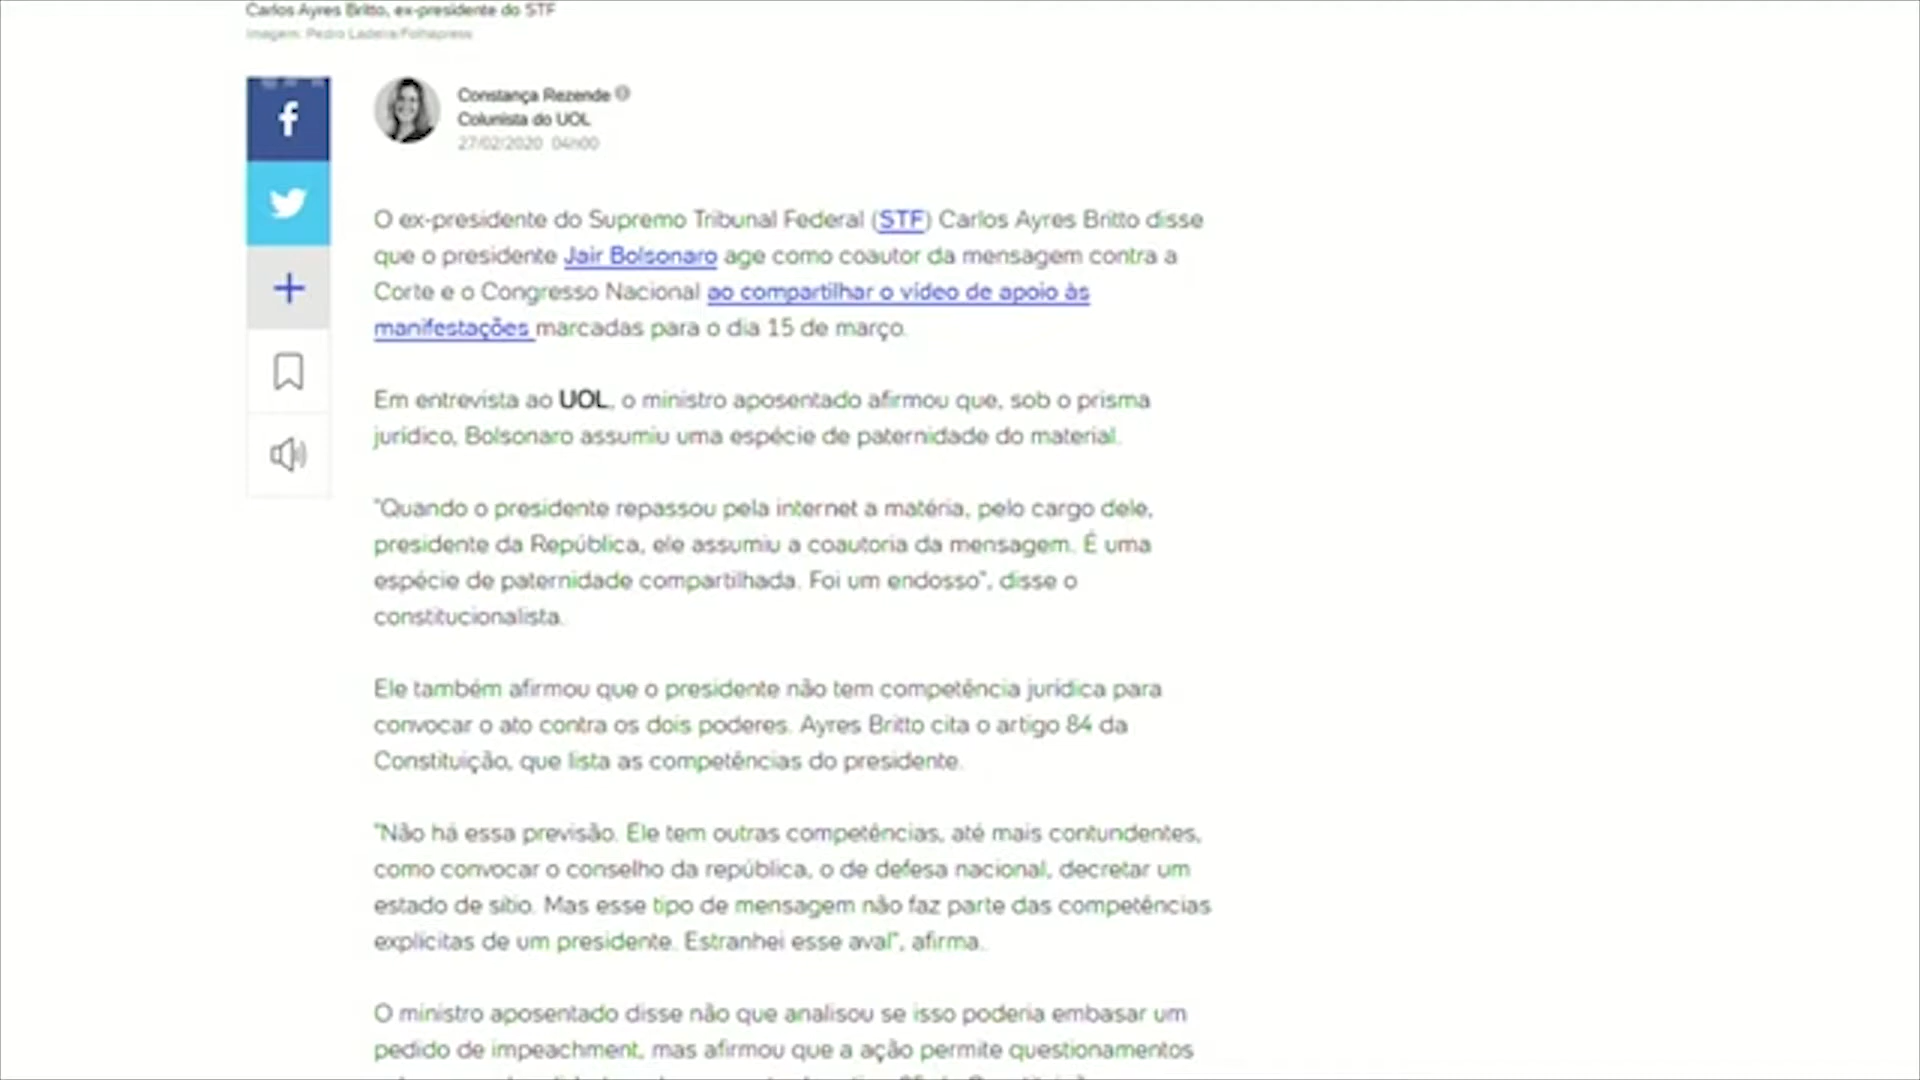 Carlos Ayres Britto, ex-presidente do STF
Imagem: Pedro Ladeira/Folhapress
Constança Rezende
Colunista do UOL
27/02/2020 04h00
O ex-presidente do Supremo Tribunal Federal (STF) Carlos Ayres Britto disse
que o presidente Jair Bolsonaro age como coautor da mensagem contra a
Corte e o Congresso Nacional ao compartilhar o vídeo de apoio às
manifestações marcadas para o dia 15 de março.
Em entrevista ao UOL, o ministro aposentado afirmou que, sob o prisma
jurídico, Bolsonaro assumiu uma espécie de paternidade do material.
"Quando o presidente repassou pela internet a matéria, pelo cargo dele,
presidente da República, ele assumiu a coautoria da mensagem. É uma
espécie de paternidade compartilhada. Foi um endosso", disse o
constitucionalista.
Ele também afirmou que o presidente não tem competência jurídica para
convocar o ato contra os dois poderes. Ayres Britto cita o artigo 84 da
Constituição, que lista as competências do presidente.
"Não há essa previsão. Ele tem outras competências, até mais contundentes,
como convocar o conselho da república, o de defesa nacional, decretar um
estado de sítio. Mas esse tipo de mensagem não faz parte das competências
explícitas de um presidente. Estranhei esse aval", afirma.
O ministro aposentado disse não que analisou se isso poderia embasar um
pedido de impeachment, mas afirmou que a ação permite questionamentos